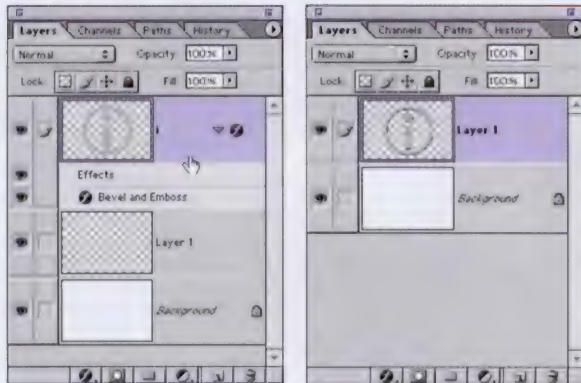 Layers Channels Paths History
Normal Opacity: 100%
Lock: Fill: 100%
i
Effects
Bevel and Emboss
Layer 1
Background
Layers Channels Paths History
Normal Opacity: 100%
Lock: Fill: 100%
Layer 1
Background